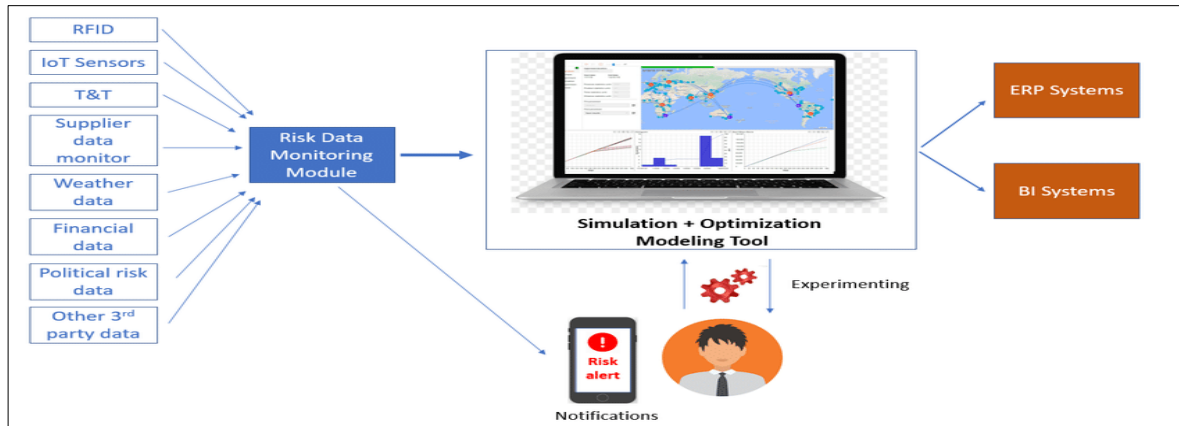 RFID
IoT Sensors
T&T
Supplier
data
monitor
Weather
data
Financial
data
Political risk
data
Other 3rd
party data
Risk Data
Monitoring
Module
Simulation + Optimization
Modeling Tool
Experimenting
Risk
alert
Notifications
ERP Systems
BI Systems